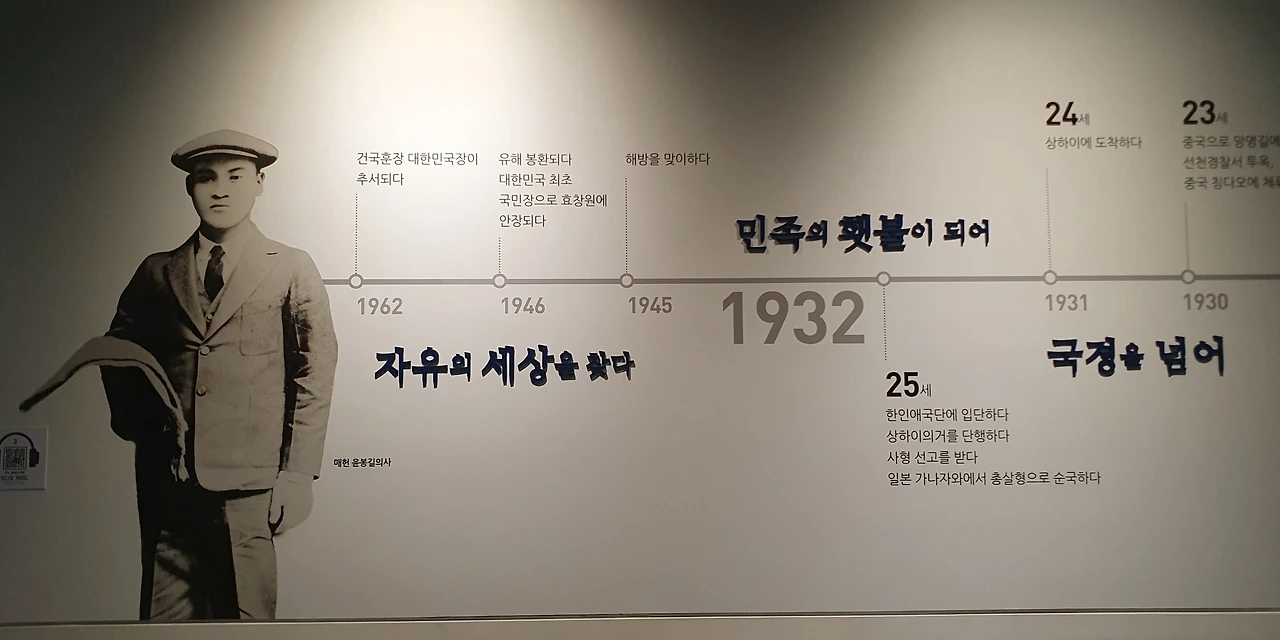 건국훈장 대한민국장이
추서되다
1962
유해 봉환되다
대한민국 최초
국민장으로 효창원에
안장되다
1946
해방을 맞이하다
1945
자유의 세상을 찾다
매헌 윤봉길의사
민족의 횃불이 되어
1932
25세
한인애국단에 입단하다
상하이의거를 단행하다
사형 선고를 받다
일본 가나자와에서 총살형으로 순국하다
24세
상하이에 도착하다
1931
23세
중국으로 망명길에
선천경찰서 투옥,
중국 칭다오에
1930
국경을 넘어
3